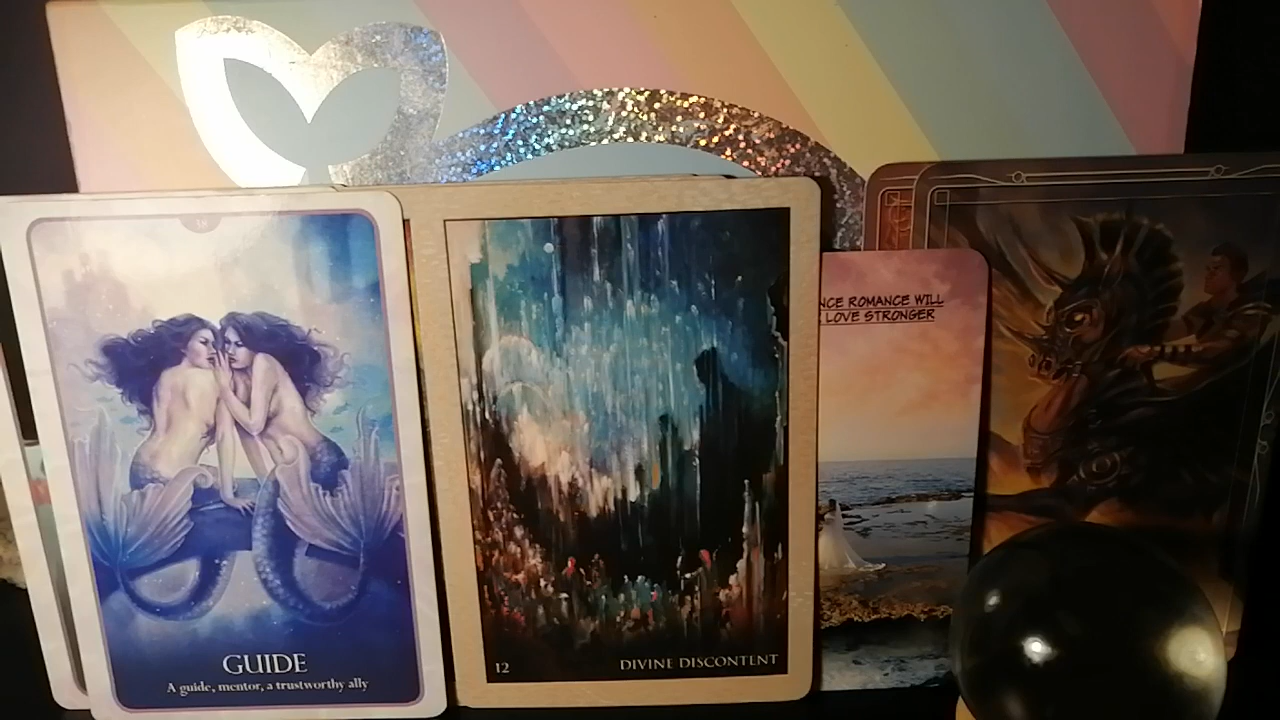 GUIDE
A guide, mentor, a trustworthy ally
12
DIVINE DISCONTENT
NCE ROMANCE WILL
LOVE STRONGER